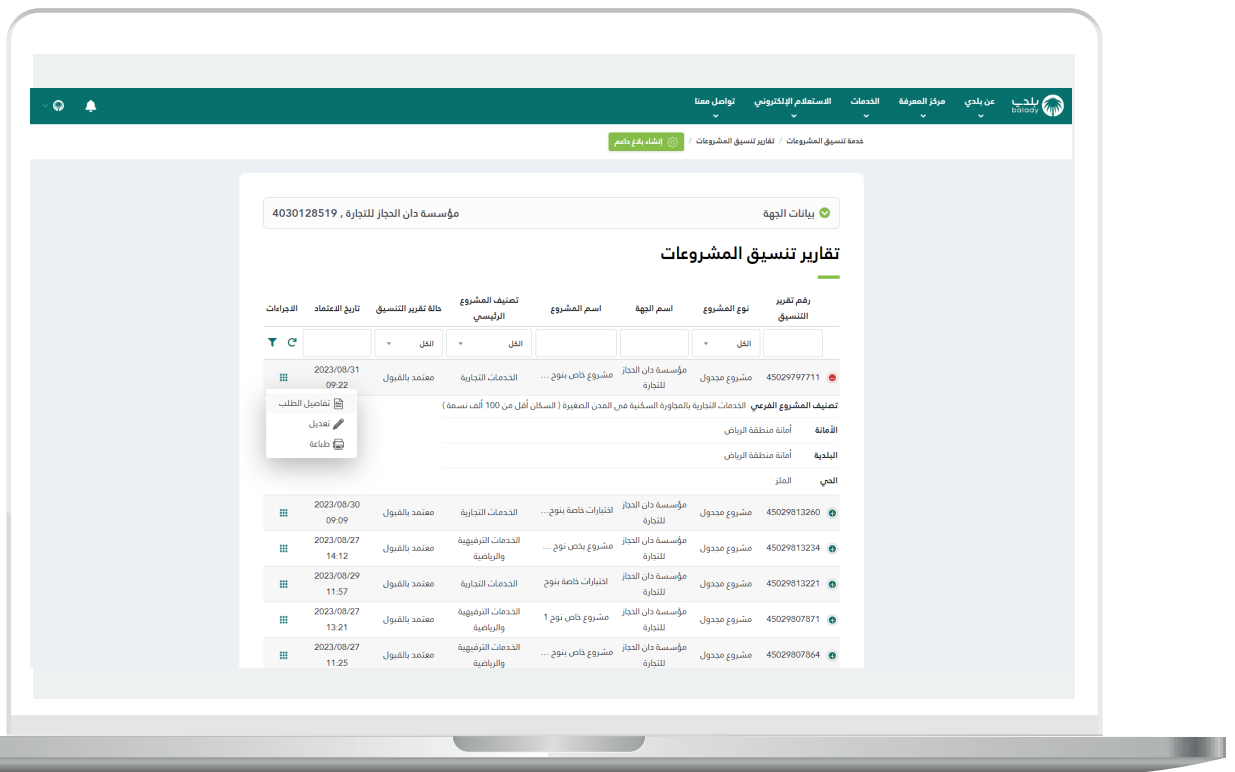 بلدي
balady
عن بلدي
مركز المعرفة
الخدمات
الاستعلام الإلكتروني
تواصل معنا
خدمة تنسيق المشروعات / تقارير تنسيق المشروعات / إنشاء بلاغ داعم
بيانات الجهة
مؤسسة دان الحجاز للتجارة , 4030128519
تقارير تنسيق المشروعات
رقم تقرير التنسيق
نوع المشروع
اسم الجهة
اسم المشروع
تصنيف المشروع الرئيسي
حالة تقرير التنسيق
تاريخ الاعتماد
الاجراءات
الكل
الكل
الكل
45029797711 مشروع مجدول مؤسسة دان الحجاز للتجارة مشروع خاص بنوح ... الخدمات التجارية معتمد بالقبول 2023/08/31 09:22
تفاصيل الطلب
تعديل
طباعة
تصنيف المشروع الفرعي الخدمات التجارية بالمجاورة السكنية في المدن الصغيرة ( السكان أقل من 100 ألف نسمة )
الأمانة أمانة منطقة الرياض
البلدية أمانة منطقة الرياض
الحي الملز
45029813260 مشروع مجدول مؤسسة دان الحجاز للتجارة اختبارات خاصة بنوح... الخدمات التجارية معتمد بالقبول 2023/08/30 09:09
45029813234 مشروع مجدول مؤسسة دان الحجاز للتجارة مشروع يخص نوح ... الخدمات الترفيهية والرياضية معتمد بالقبول 2023/08/27 14:12
45029813221 مشروع مجدول مؤسسة دان الحجاز للتجارة اختبارات خاصة بنوح الخدمات التجارية معتمد بالقبول 2023/08/29 11:57
45029807871 مشروع مجدول مؤسسة دان الحجاز للتجارة مشروع خاص نوح 1 الخدمات الترفيهية والرياضية معتمد بالقبول 2023/08/27 13:21
45029807864 مشروع مجدول مؤسسة دان الحجاز للتجارة مشروع خاص بنوح ... الخدمات الترفيهية والرياضية معتمد بالقبول 2023/08/27 11:25